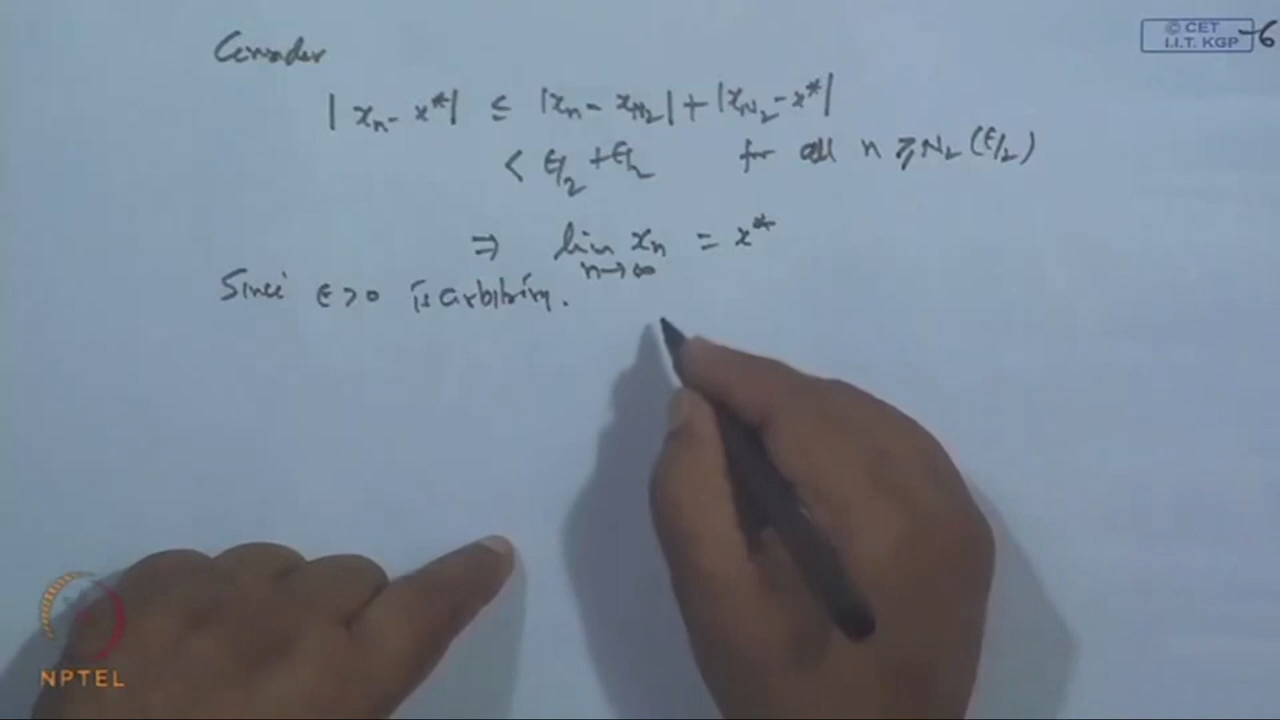 © CET
I.I.T. KGP
-6
Consider
|xn - x*| ≤ |xn - xN2| + |xN2 - x*|
< ε/2 + ε/2 for all n ≥ N2 (ε/2)
⇒ lim xn = x*
n→∞
Since ε > 0 is arbitrary.
NPTEL